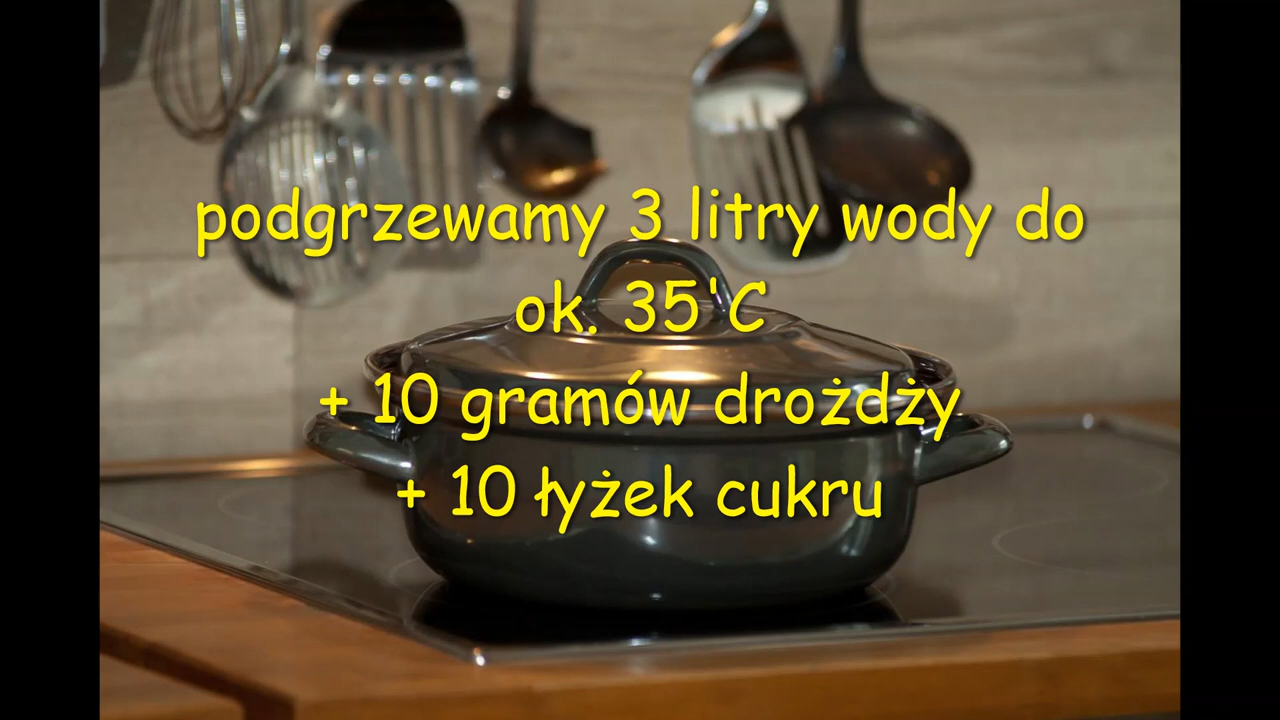 podgrzewamy 3 litry wody do
ok. 35'C
+ 10 gramów drożdży
+ 10 łyżek cukru